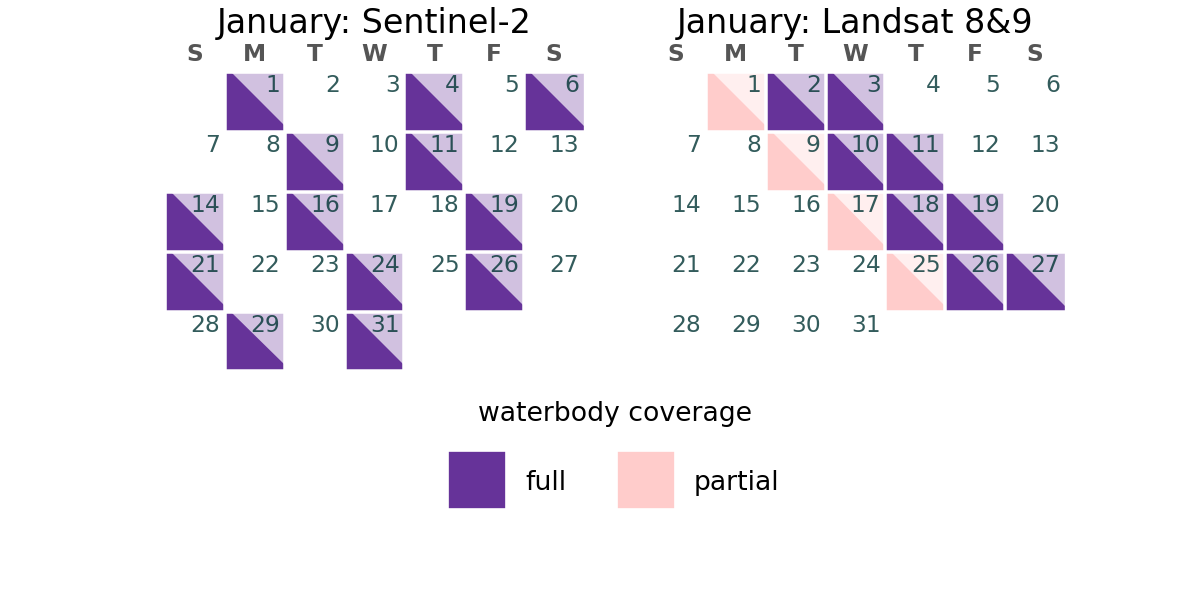 January: Sentinel-2
S M T W T F S
1 2 3 4 5 6
7 8 9 10 11 12 13
14 15 16 17 18 19 20
21 22 23 24 25 26 27
28 29 30 31
January: Landsat 8&9
S M T W T F S
1 2 3 4 5 6
7 8 9 10 11 12 13
14 15 16 17 18 19 20
21 22 23 24 25 26 27
28 29 30 31
waterbody coverage
full partial